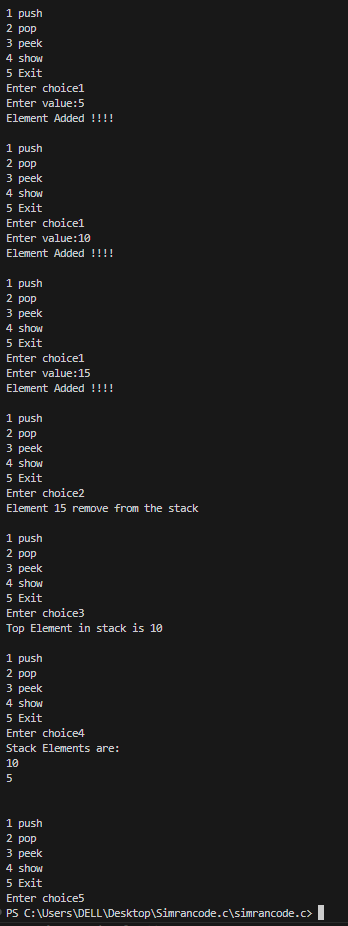 1 push
2 pop
3 peek
4 show
5 Exit
Enter choice1
Enter value:5
Element Added !!!!
1 push
2 pop
3 peek
4 show
5 Exit
Enter choice1
Enter value:10
Element Added !!!!
1 push
2 pop
3 peek
4 show
5 Exit
Enter choice1
Enter value:15
Element Added !!!!
1 push
2 pop
3 peek
4 show
5 Exit
Enter choice2
Element 15 remove from the stack
1 push
2 pop
3 peek
4 show
5 Exit
Enter choice3
Top Element in stack is 10
1 push
2 pop
3 peek
4 show
5 Exit
Enter choice4
Stack Elements are:
10
5
1 push
2 pop
3 peek
4 show
5 Exit
Enter choice5
PS C:\Users\DELL\Desktop\Simrancode.c\simrancode.c>